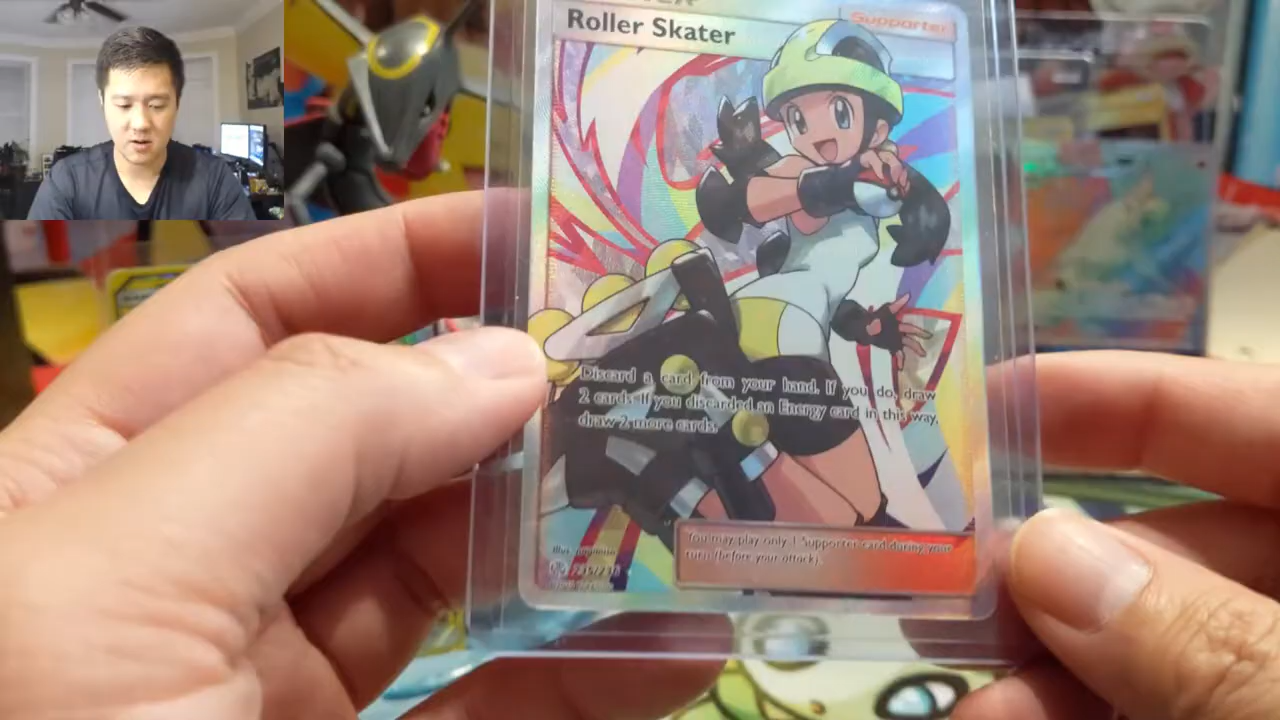 Roller Skater
Supporter
Discard a card from your hand. If you do, draw
2 cards. If you discarded an Energy card in this way,
draw 2 more cards.
You may play only 1 Supporter card during your
turn (before your attack).
Illus.